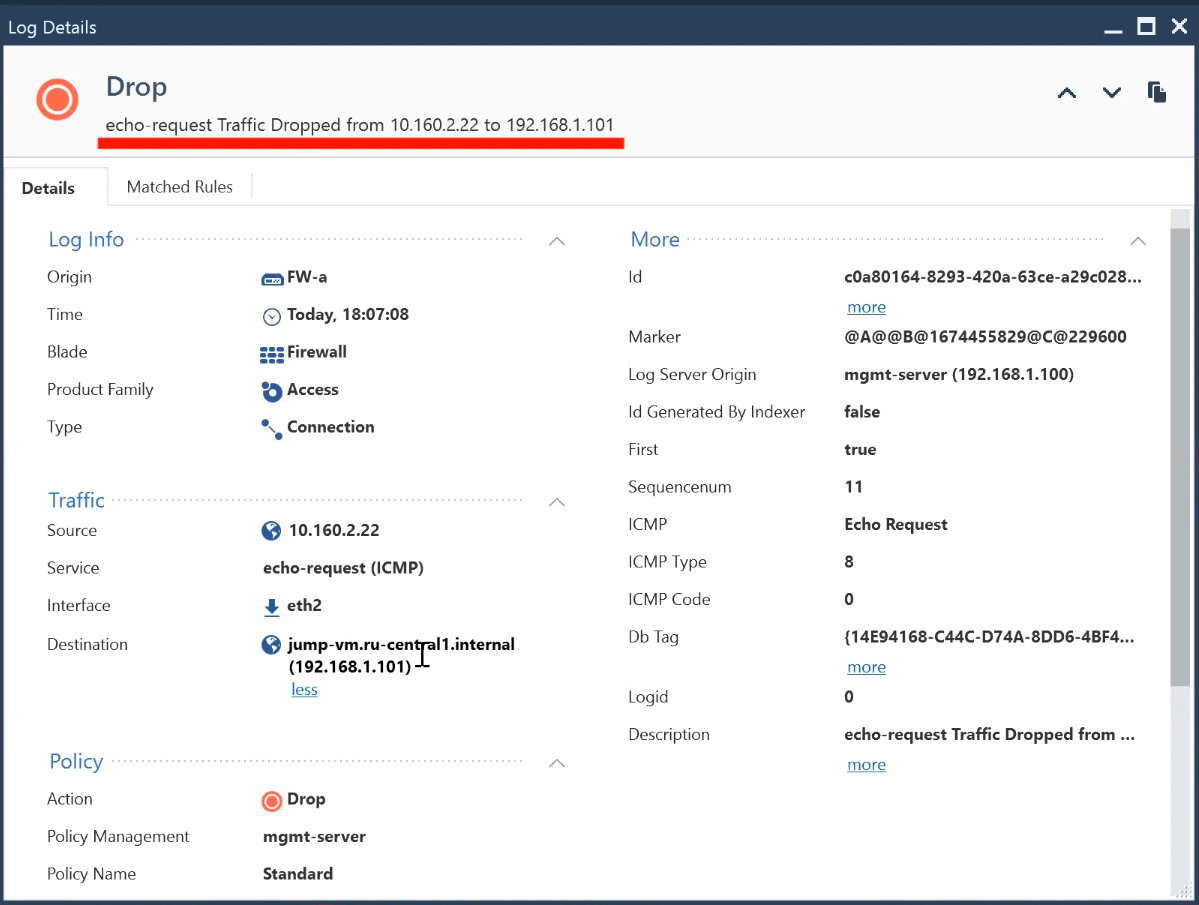 Log Details
Drop
echo-request Traffic Dropped from 10.160.2.22 to 192.168.1.101
Details
Matched Rules
Log Info
Origin FW-a
Time Today, 18:07:08
Blade Firewall
Product Family Access
Type Connection
Traffic
Source 10.160.2.22
Service echo-request (ICMP)
Interface eth2
Destination jump-vm.ru-central1.internal
(192.168.1.101)
less
Policy
Action Drop
Policy Management mgmt-server
Policy Name Standard
More
Id c0a80164-8293-420a-63ce-a29c028...
more
Marker @A@@B@1674455829@C@229600
Log Server Origin mgmt-server (192.168.1.100)
Id Generated By Indexer false
First true
Sequencenum 11
ICMP Echo Request
ICMP Type 8
ICMP Code 0
Db Tag {14E94168-C44C-D74A-8DD6-4BF4...
more
Logid 0
Description echo-request Traffic Dropped from ...
more